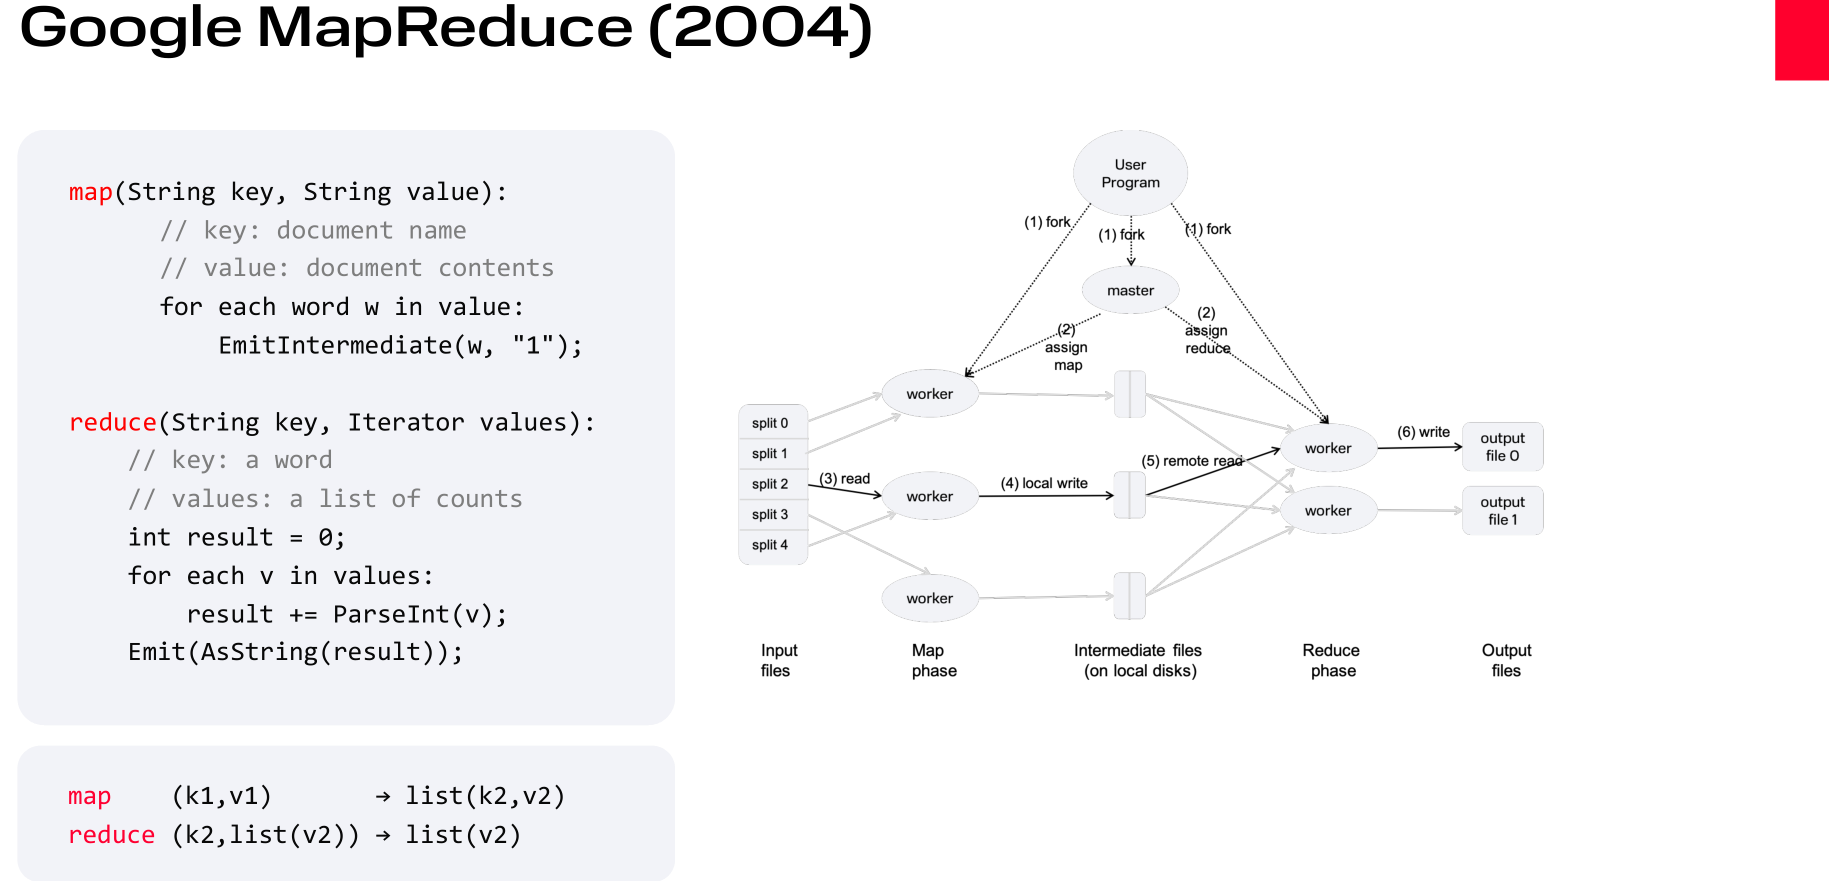 Google MapReduce (2004)
map(String key, String value):
// key: document name
// value: document contents
for each word w in value:
EmitIntermediate(w, "1");
reduce(String key, Iterator values):
// key: a word
// values: a list of counts
int result = 0;
for each v in values:
result += ParseInt(v);
Emit(AsString(result));
map (k1,v1) → list(k2,v2)
reduce (k2,list(v2)) → list(v2)
User
Program
(1) fork
(1) fork
(1) fork
master
(2)
assign
map
(2)
assign
reduce
split 0
split 1
split 2
split 3
split 4
(3) read
worker
worker
worker
(4) local write
(5) remote read
worker
worker
(6) write
output
file 0
output
file 1
Input
files
Map
phase
Intermediate files
(on local disks)
Reduce
phase
Output
files